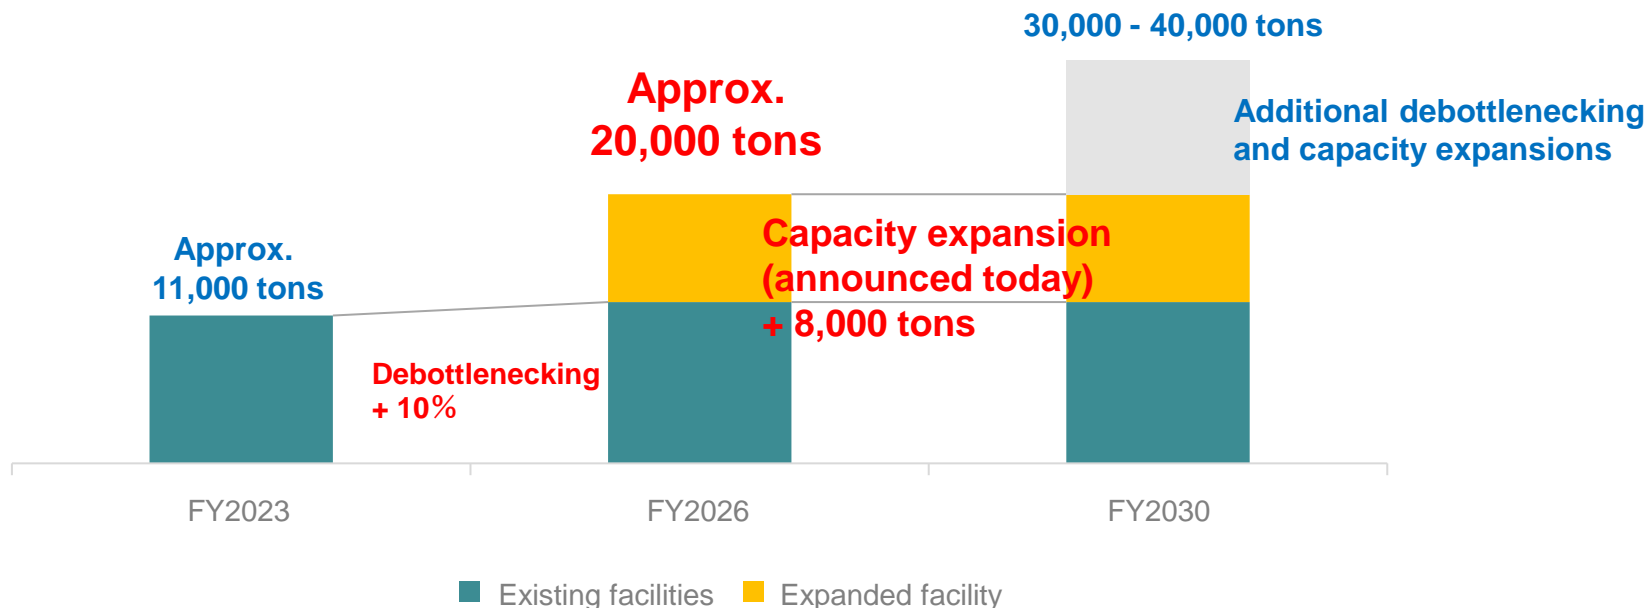 30,000 - 40,000 tons
Approx.
20,000 tons
Additional debottlenecking
and capacity expansions
Approx.
11,000 tons
Capacity expansion
(announced today)
+ 8,000 tons
Debottlenecking
+ 10%
FY2023
FY2026
FY2030
Existing facilities
Expanded facility